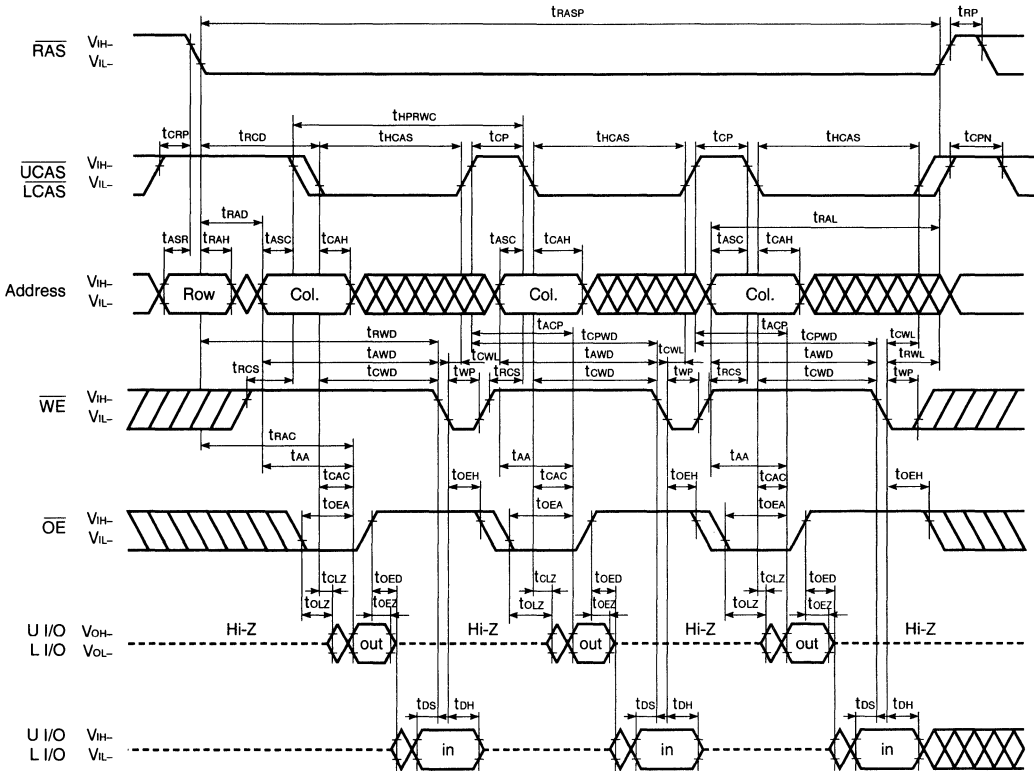 tRASP tRP
RAS VIH– VIL–
tHPRWC
tCRP tRCD tHCAS tCP tHCAS tCP tHCAS tCPN
UCAS LCAS VIH– VIL–
tRAD tRAL
tASR tRAH tASC tCAH tASC tCAH tASC tCAH
Address VIH– VIL– Row Col. Col. Col.
tRWD tACP tCPWD tACP tCPWD tCWL
tAWD tCWL tAWD tCWL tAWD tRWL
tRCS tCWD tWP tRCS tCWD tWP tRCS tCWD tWP
WE VIH– VIL–
tRAC
tAA tAA tAA
tCAC tOEH tCAC tOEH tCAC tOEH
tOEA tOEA tOEA
OE VIH– VIL–
tCLZ tOED tCLZ tOED tCLZ tOED
tOLZ tOEZ tOLZ tOEZ tOLZ tOEZ
U I/O VOH– Hi-Z Hi-Z Hi-Z Hi-Z
L I/O VOL– out out out
tDS tDH tDS tDH tDS tDH
U I/O VIH–
L I/O VIL– in in in